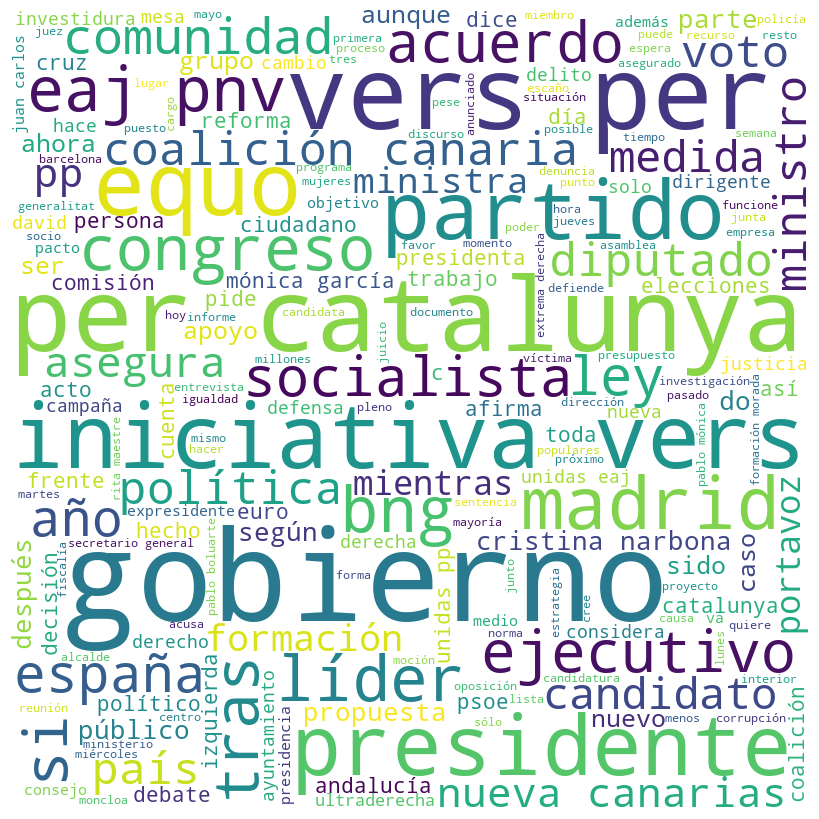 investidura
mesa
aunque
dice
parte
policía
juez
mayo
primera
miembro
comunidad
acuerdo
además
puede
recurso
resto
espera
asegurado
voto
juan carlos
cruz
proceso
tres
grupo
cambio
delito
escaño
situación
lugar
cargo
eaj pnv
vers per
pese
anunciado
ministro
ahora
hace
puesto
reforma
discurso
día
posible
tiempo
semana
barcelona
coalición canaria
medida
pp
equo
programa
mujeres
ministra
denuncia
punto
solo
dirigente
generalitat
objetivo
partido
hora
jueves
funcione
junta
empresa
david
persona
socio
pacto
ciudadano
congreso
favor
momento
poder
asamblea
extrema derecha
presidenta
diputado
ser
comisión
mónica garcía
trabajo
defiende
elecciones
pide
per catalunya
hoy
informe
apoyo
candidata
documento
juicio
asegura
millones
socialista
víctima
presupuesto
ley
justicia
acto
entrevista
igualdad
c
dirección
investigación
así
campaña
cuenta
defensa
pleno
afirma
nueva
do
pasado
formación morada
pablo mónica
rita maestre
mismo
hacer
iniciativa vers
toda
populares
próximo
frente
política
mientras
unidas eaj
martes
año
expresidente
euro
bng
sentencia
madrid
portavoz
hecho
según
derecha
mayoría
cristina narbona
caso
después
decisión
fiscalía
secretario general
pablo boluarte
gobierno
forma
acusa
unidas pp
junto
estrategia
cree
sido
proyecto
catalunya
medio
considera
causa
va
norma
quiere
lunes
derecho
formación
alcalde
españa
tras
líder
moción
ejecutivo
izquierda
candidatura
interior
oposición
lista
candidato
reunión
político
centro
si
público
ministerio
miércoles
ayuntamiento
presidencia
propuesta
psoe
nuevo
menos
corrupción
sólo
presidente
coalición
país
consejo
moncloa
debate
andalucía
ultraderecha
nueva canarias